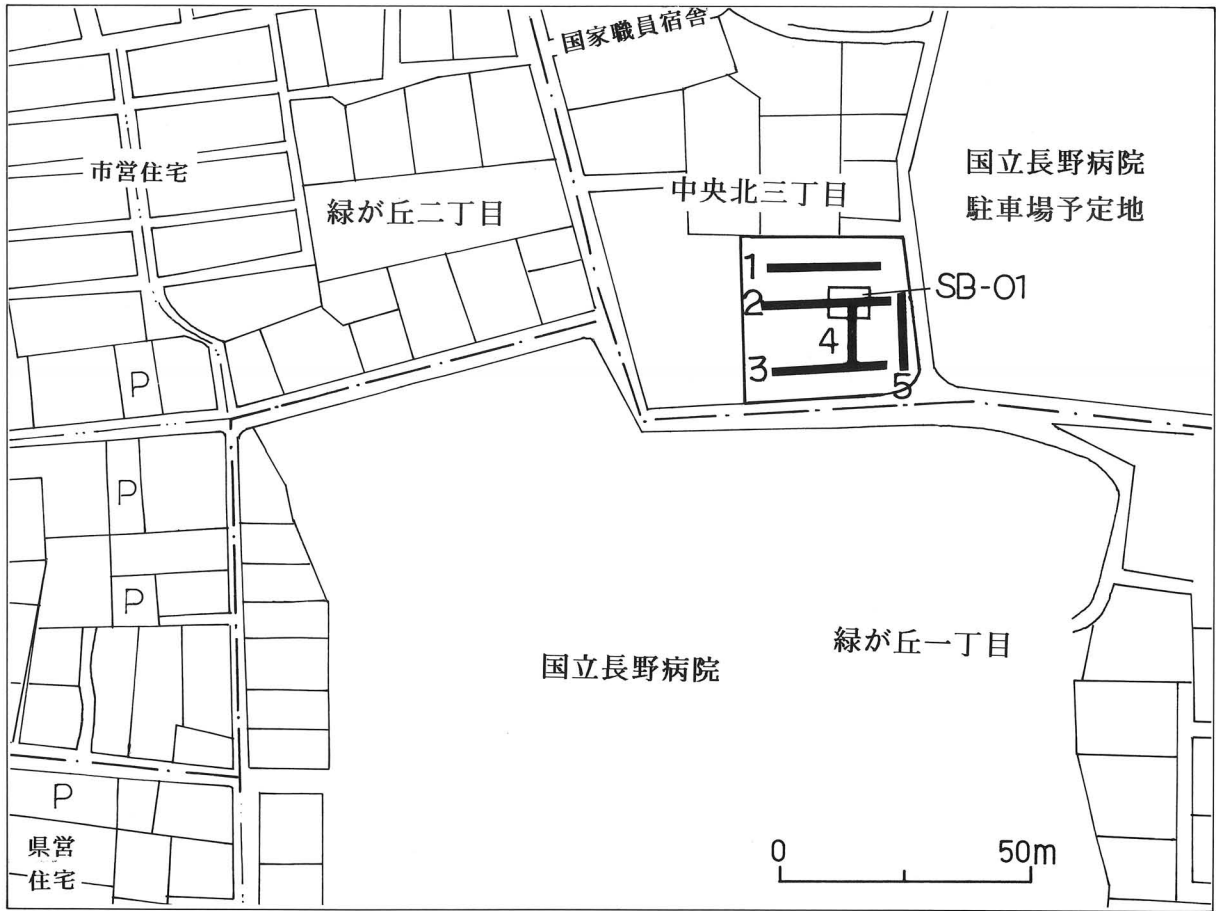 国家職員宿舎
市営住宅
緑が丘二丁目
中央北三丁目
国立長野病院
駐車場予定地
1
SB-01
2
4
3
5
P
P
P
国立長野病院
緑が丘一丁目
P
県営
住宅
0
50m